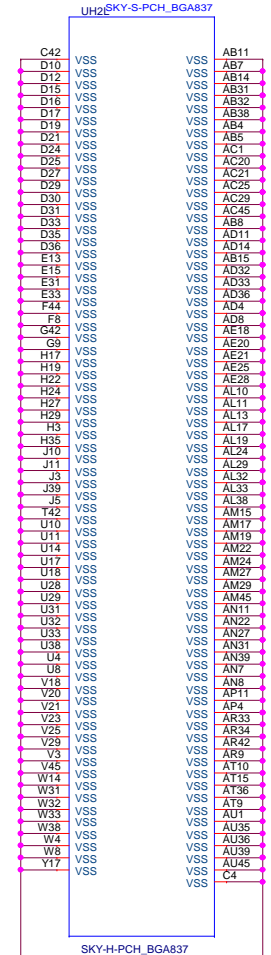 UH2L SKY-S-PCH_BGA837
C42 VSS VSS AB11
D10 VSS VSS AB7
D12 VSS VSS AB14
D15 VSS VSS AB31
D16 VSS VSS AB32
D17 VSS VSS AB38
D19 VSS VSS AB4
D21 VSS VSS AB5
D24 VSS VSS AC1
D25 VSS VSS AC20
D27 VSS VSS AC21
D29 VSS VSS AC25
D30 VSS VSS AC29
D31 VSS VSS AC45
D33 VSS VSS AB8
D35 VSS VSS AD11
D36 VSS VSS AD14
E13 VSS VSS AB15
E15 VSS VSS AD32
E31 VSS VSS AD33
E33 VSS VSS AD36
F44 VSS VSS AD4
F8 VSS VSS AD8
G42 VSS VSS AE18
G9 VSS VSS AE20
H17 VSS VSS AE21
H19 VSS VSS AE25
H22 VSS VSS AE28
H24 VSS VSS AL10
H27 VSS VSS AL11
H29 VSS VSS AL13
H3 VSS VSS AL17
H35 VSS VSS AL19
J10 VSS VSS AL24
J11 VSS VSS AL29
J3 VSS VSS AL32
J39 VSS VSS AL33
J5 VSS VSS AL38
T42 VSS VSS AM15
U10 VSS VSS AM17
U11 VSS VSS AM19
U14 VSS VSS AM22
U17 VSS VSS AM24
U18 VSS VSS AM27
U28 VSS VSS AM29
U29 VSS VSS AM45
U31 VSS VSS AN11
U32 VSS VSS AN22
U33 VSS VSS AN27
U38 VSS VSS AN31
U4 VSS VSS AN39
U8 VSS VSS AN7
V18 VSS VSS AN8
V20 VSS VSS AP11
V21 VSS VSS AP4
V23 VSS VSS AR33
V25 VSS VSS AR34
V29 VSS VSS AR42
V3 VSS VSS AR9
V45 VSS VSS AT10
W14 VSS VSS AT15
W31 VSS VSS AT36
W32 VSS VSS AT9
W33 VSS VSS AU1
W38 VSS VSS AU35
W4 VSS VSS AU36
W8 VSS VSS AU39
Y17 VSS VSS AU45
VSS C4
SKY-H-PCH_BGA837